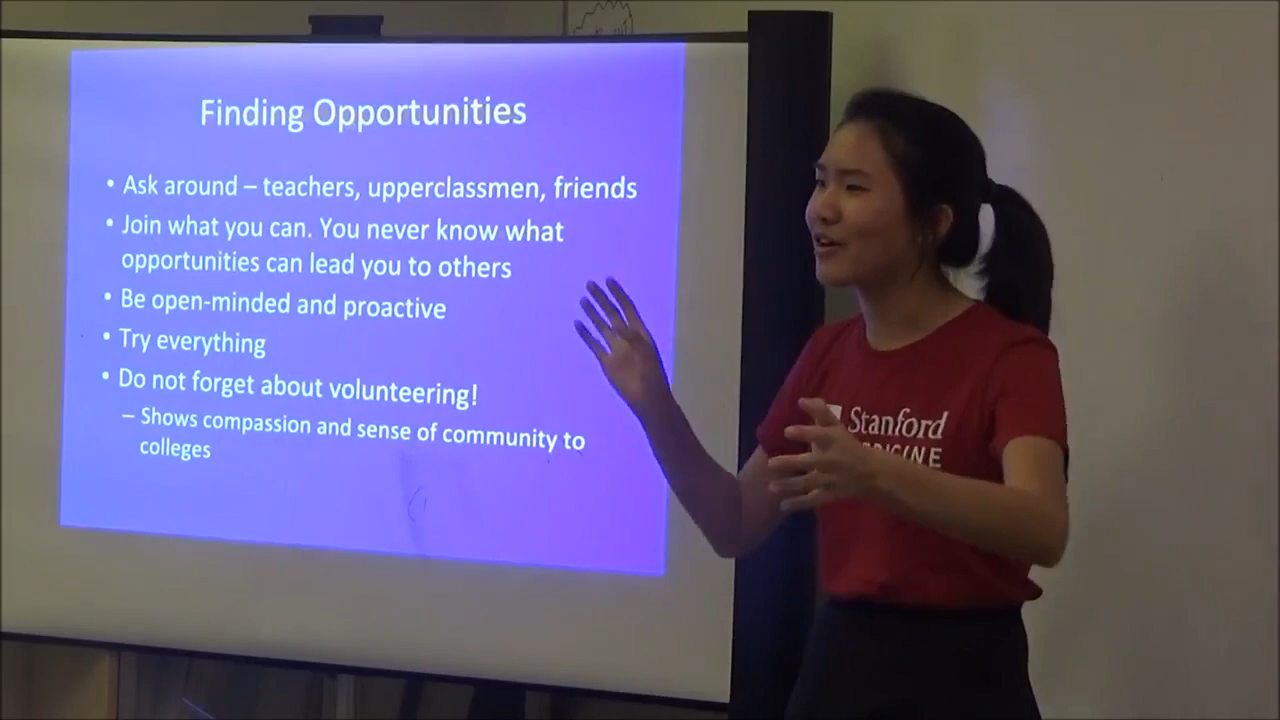 Finding Opportunities
• Ask around – teachers, upperclassmen, friends
• Join what you can. You never know what
opportunities can lead you to others
• Be open-minded and proactive
• Try everything
• Do not forget about volunteering!
– Shows compassion and sense of community to
colleges
Stanford